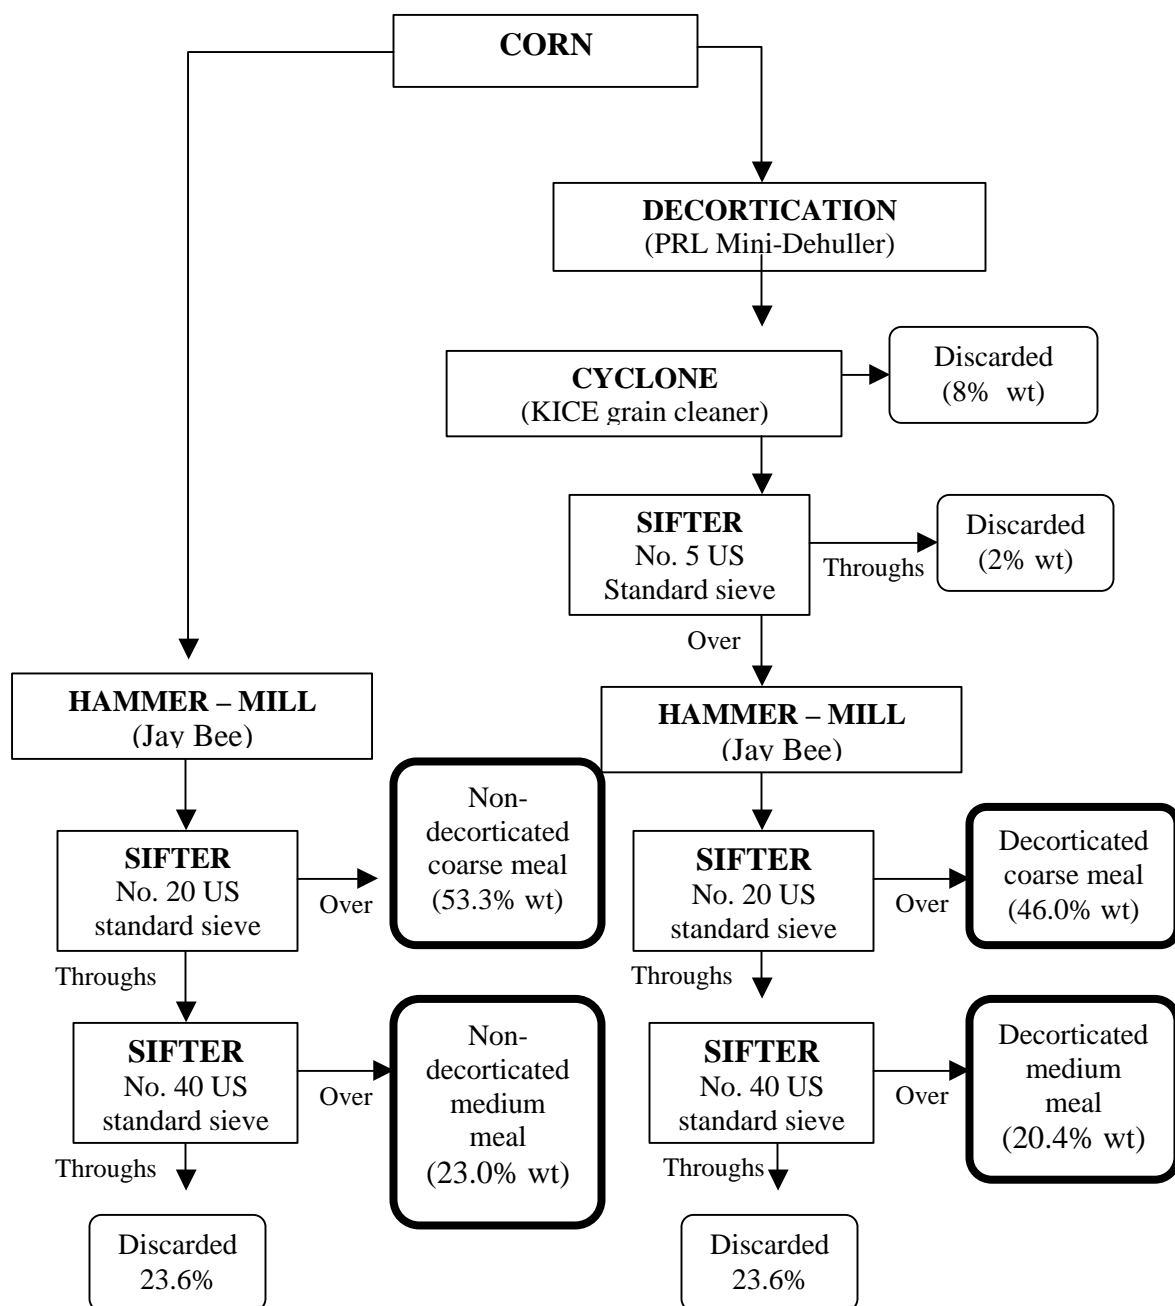 CORN
DECORTICATION
(PRL Mini-Dehuller)
CYCLONE
(KICE grain cleaner)
Discarded
(8% wt)
SIFTER
No. 5 US
Standard sieve
Throughs
Discarded
(2% wt)
Over
HAMMER – MILL
(Jay Bee)
HAMMER – MILL
(Jay Bee)
SIFTER
No. 20 US
standard sieve
Over
Non-
decorticated
coarse meal
(53.3% wt)
SIFTER
No. 20 US
standard sieve
Over
Decorticated
coarse meal
(46.0% wt)
Throughs
Throughs
SIFTER
No. 40 US
standard sieve
Over
Non-
decorticated
medium
meal
(23.0% wt)
SIFTER
No. 40 US
standard sieve
Over
Decorticated
medium
meal
(20.4% wt)
Throughs
Throughs
Discarded
23.6%
Discarded
23.6%